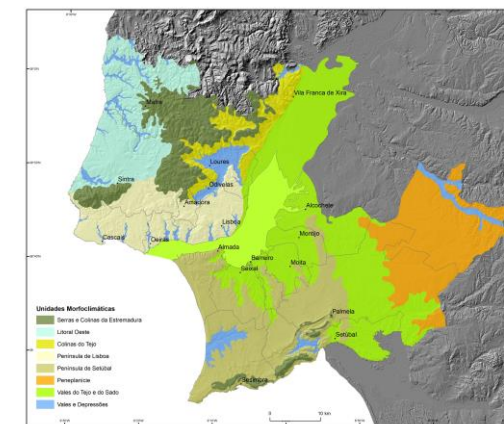 Vila Franca de Xira
Mafra
Loures
Sintra
Odivelas
Amadora
Alcochete
Lisboa
Cascais
Oeiras
Montijo
Almada
Barreiro
Seixal
Moita
Palmela
Setúbal
Sesimbra
Unidades Morfoclimáticas
Serras e Colinas da Estremadura
Litoral Oeste
Colinas do Tejo
Península de Lisboa
Península de Setúbal
Peneplanície
Vales do Tejo e do Sado
Vales e Depressões
0 10 km